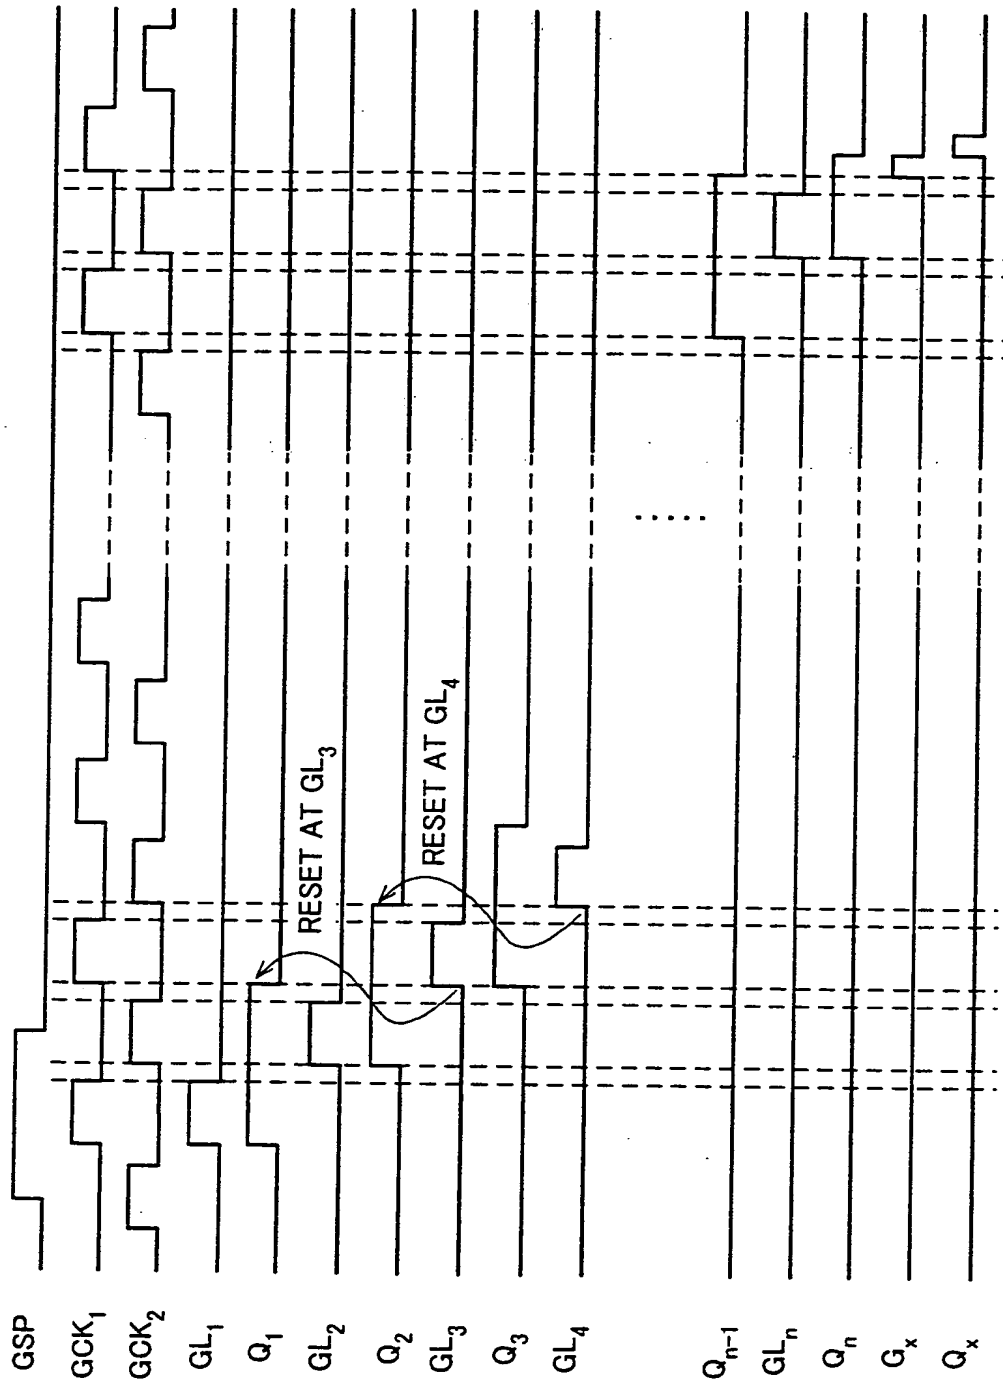 GSP
GCK₁
GCK₂
GL₁
Q₁
GL₂
Q₂
GL₃
Q₃
GL₄
Qₙ₋₁
GLₙ
Qₙ
Gₓ
Qₓ
RESET AT GL₃
RESET AT GL₄
.....